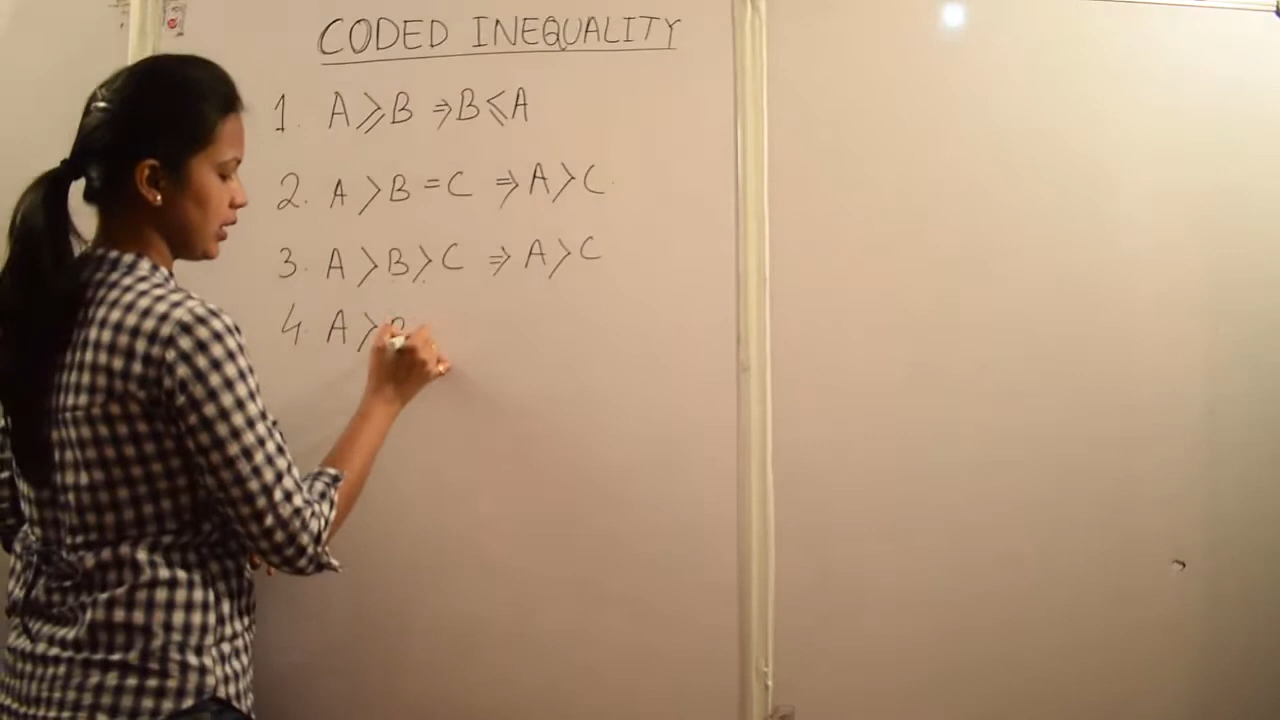 CODED INEQUALITY
1. A ⩾ B ⇒ B ⩽ A
2. A > B = C ⇒ A > C
3. A > B > C ⇒ A > C
4. A > B